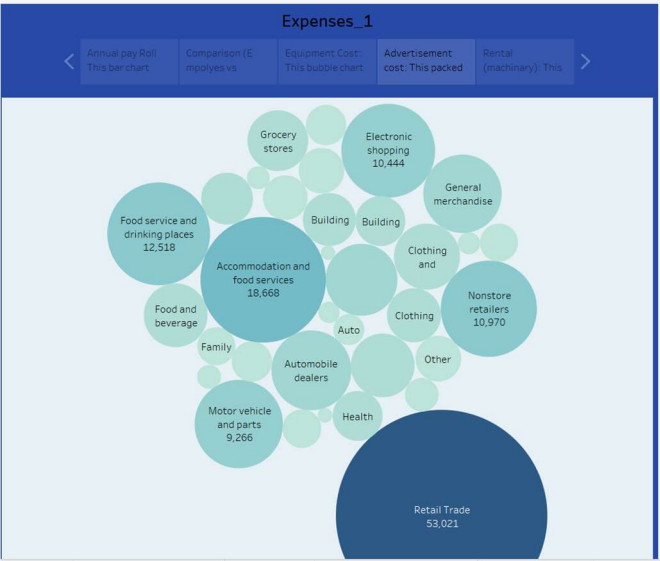 Expenses_1
Annual pay Roll
This bar chart
Comparison (E
mpolyes vs
Equipment Cost:
This bubble chart
Advertisement
cost: This packed
Rental
(machinary): This
Grocery
stores
Electronic
shopping
10,444
General
merchandise
Food service and
drinking places
12,518
Building
Building
Clothing
and
Accommodation and
food services
18,668
Nonstore
retailers
10,970
Food and
beverage
Clothing
Auto
Family
Other
Automobile
dealers
Motor vehicle
and parts
9,266
Health
Retail Trade
53,021